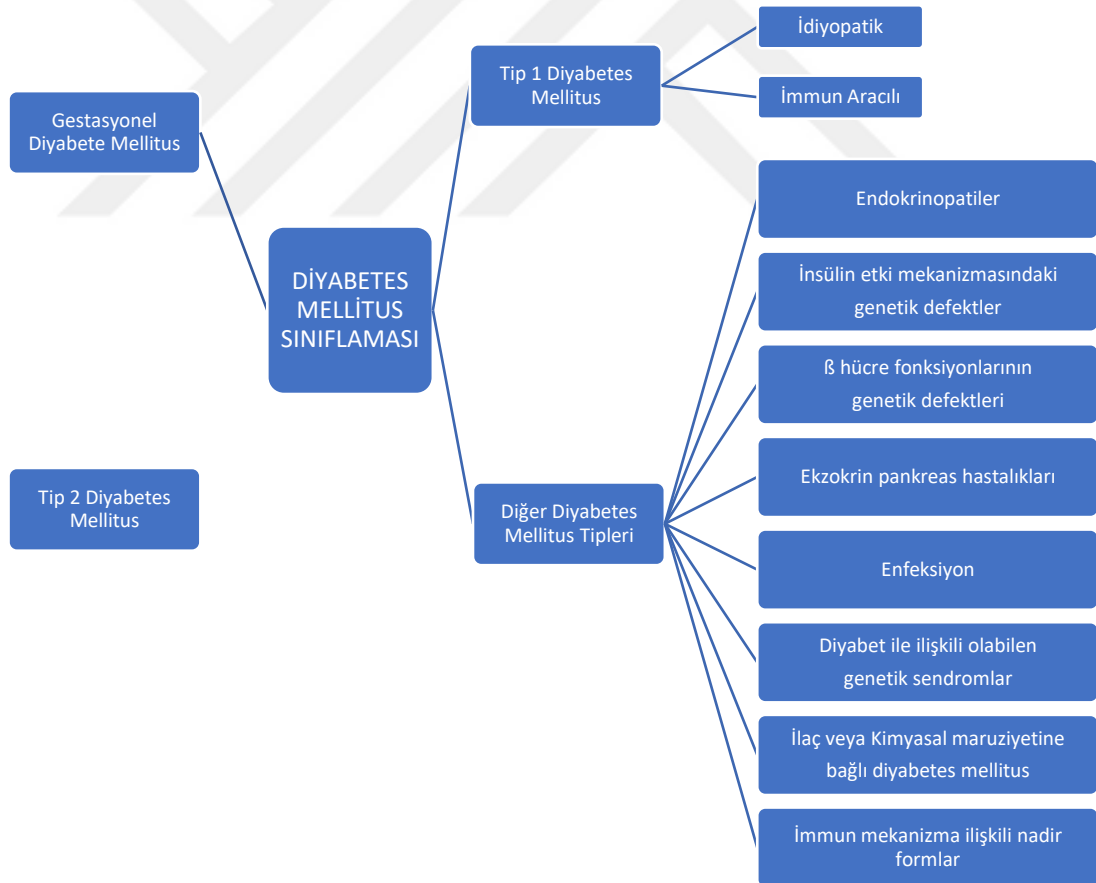 Gestasyonel
Diyabete Mellitus
Tip 2 Diyabetes
Mellitus
DİYABETES
MELLİTUS
SINIFLAMASI
Tip 1 Diyabetes
Mellitus
İdiyopatik
İmmun Aracılı
Diğer Diyabetes
Mellitus Tipleri
Endokrinopatiler
İnsülin etki mekanizmasındaki
genetik defektler
ß hücre fonksiyonlarının
genetik defektleri
Ekzokrin pankreas hastalıkları
Enfeksiyon
Diyabet ile ilişkili olabilen
genetik sendromlar
İlaç veya Kimyasal maruziyetine
bağlı diyabetes mellitus
İmmun mekanizma ilişkili nadir
formlar